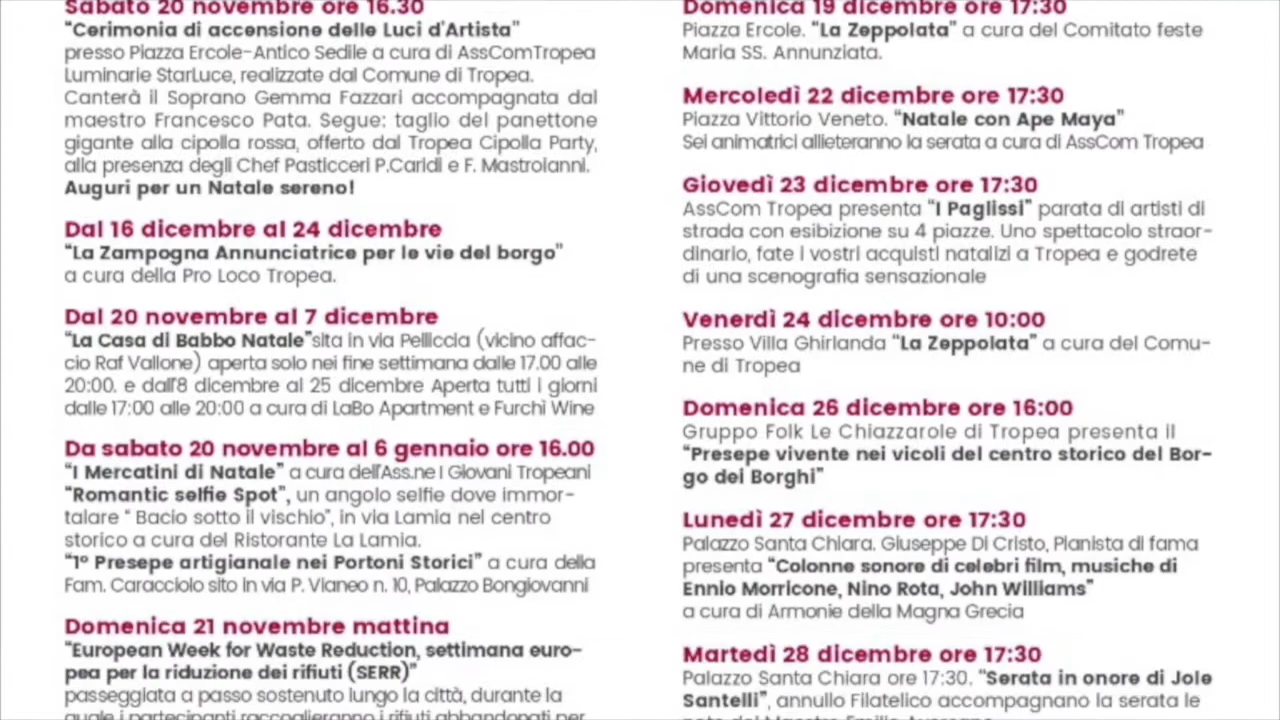 Sabato 20 novembre ore 16.30
“Cerimonia di accensione delle Luci d'Artista”
presso Piazza Ercole-Antico Sedile a cura di AssComTropea
Luminarie StarLuce, realizzate dal Comune di Tropea.
Canterà il Soprano Gemma Fazzari accompagnata dal
maestro Francesco Pata. Segue: taglio del panettone
gigante alla cipolla rossa, offerto dal Tropea Cipolla Party,
alla presenza degli Chef Pasticceri P.Caridi e F. Mastroianni.
Auguri per un Natale sereno!
Dal 16 dicembre al 24 dicembre
“La Zampogna Annunciatrice per le vie del borgo”
a cura della Pro Loco Tropea.
Dal 20 novembre al 7 dicembre
“La Casa di Babbo Natale”sita in via Pelliccia (vicino affac-
cio Raf Vallone) aperta solo nei fine settimana dalle 17.00 alle
20:00. e dall'8 dicembre al 25 dicembre Aperta tutti i giorni
dalle 17:00 alle 20:00 a cura di LaBo Apartment e Furchì Wine
Da sabato 20 novembre al 6 gennaio ore 16.00
“I Mercatini di Natale” a cura dell'Ass.ne I Giovani Tropeani
“Romantic selfie Spot”, un angolo selfie dove immor-
talare “ Bacio sotto il vischio”, in via Lamia nel centro
storico a cura del Ristorante La Lamia.
“1° Presepe artigianale nei Portoni Storici” a cura della
Fam. Caracciolo sito in via P. Vianeo n. 10, Palazzo Bongiovanni
Domenica 21 novembre mattina
“European Week for Waste Reduction, settimana euro-
pea per la riduzione dei rifiuti (SERR)”
passeggiata a passo sostenuto lungo la città, durante la
quale i partecipanti raccoglieranno i rifiuti abbandonati per
Domenica 19 dicembre ore 17:30
Piazza Ercole. “La Zeppolata” a cura del Comitato feste
Maria SS. Annunziata.
Mercoledì 22 dicembre ore 17:30
Piazza Vittorio Veneto. “Natale con Ape Maya”
Sei animatrici allieteranno la serata a cura di AssCom Tropea
Giovedì 23 dicembre ore 17:30
AssCom Tropea presenta “I Paglissi” parata di artisti di
strada con esibizione su 4 piazze. Uno spettacolo straor-
dinario, fate i vostri acquisti natalizi a Tropea e godrete
di una scenografia sensazionale
Venerdì 24 dicembre ore 10:00
Presso Villa Ghirlanda “La Zeppolata” a cura del Comu-
ne di Tropea
Domenica 26 dicembre ore 16:00
Gruppo Folk Le Chiazzarole di Tropea presenta il
“Presepe vivente nei vicoli del centro storico del Bor-
go dei Borghi”
Lunedì 27 dicembre ore 17:30
Palazzo Santa Chiara. Giuseppe Di Cristo, Pianista di fama
presenta “Colonne sonore di celebri film, musiche di
Ennio Morricone, Nino Rota, John Williams”
a cura di Armonie della Magna Grecia
Martedì 28 dicembre ore 17:30
Palazzo Santa Chiara ore 17:30. “Serata in onore di Jole
Santelli”, annullo Filatelico accompagnano la serata le
note del Maestro Emilio Aversano